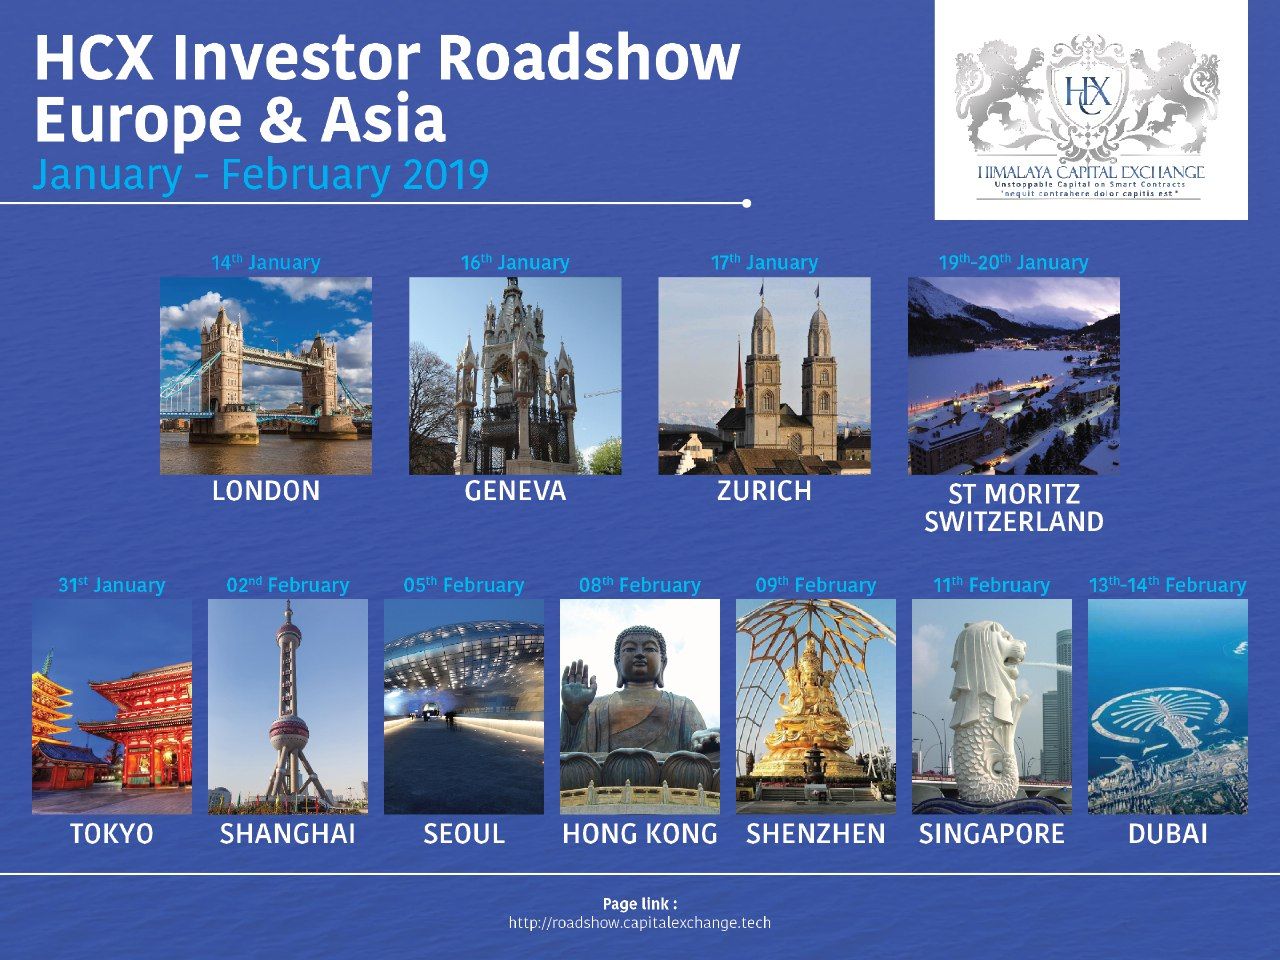 HCX Investor Roadshow
Europe & Asia
January - February 2019
HCX
HIMALAYA CAPITAL EXCHANGE
Unstoppable Capital on Smart Contracts
"nequit contrahere dolor capitis est"
14th January
16th January
17th January
19th-20th January
LONDON
GENEVA
ZURICH
ST MORITZ
SWITZERLAND
31st January
02nd February
05th February
08th February
09th February
11th February
13th-14th February
TOKYO
SHANGHAI
SEOUL
HONG KONG
SHENZHEN
SINGAPORE
DUBAI
Page link :
http://roadshow.capitalexchange.tech